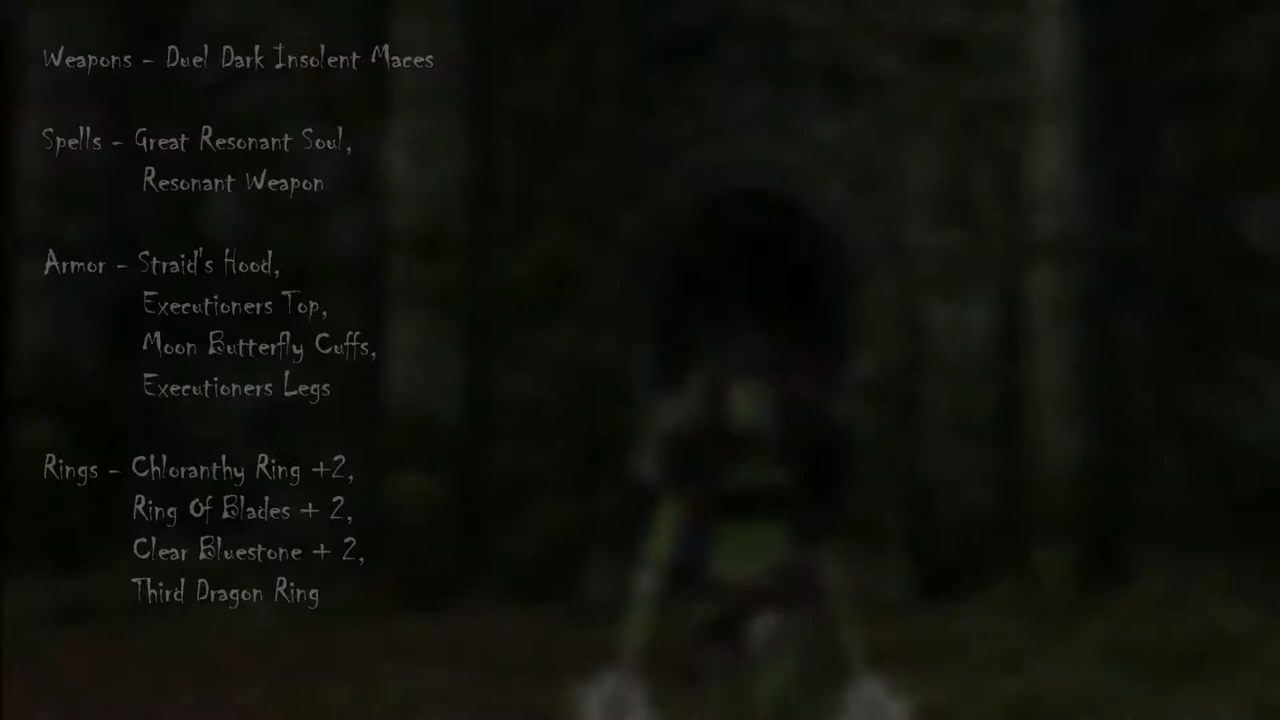 Weapons - Duel Dark Insolent Maces
Spells - Great Resonant Soul,
Resonant Weapon
Armor - Straid's Hood,
Executioners Top,
Moon Butterfly Cuffs,
Executioners Legs
Rings - Chloranthy Ring +2,
Ring Of Blades + 2,
Clear Bluestone + 2,
Third Dragon Ring